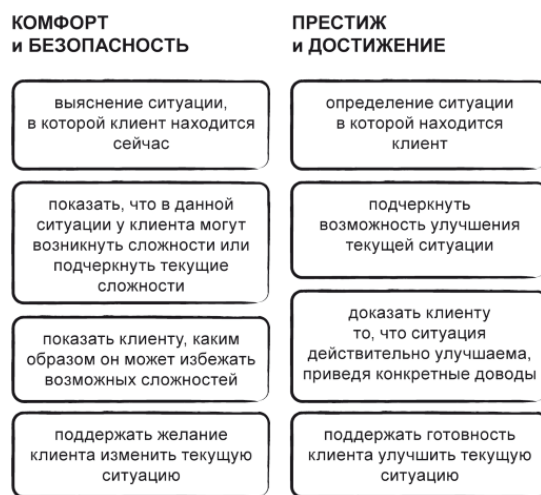 КОМФОРТ
и БЕЗОПАСНОСТЬ
выяснение ситуации,
в которой клиент находится
сейчас
показать, что в данной
ситуации у клиента могут
возникнуть сложности или
подчеркнуть текущие
сложности
показать клиенту, каким
образом он может избежать
возможных сложностей
поддержать желание
клиента изменить текущую
ситуацию
ПРЕСТИЖ
и ДОСТИЖЕНИЕ
определение ситуации
в которой находится
клиент
подчеркнуть
возможность улучшения
текущей ситуации
доказать клиенту
то, что ситуация
действительно улучшаема,
приведя конкретные доводы
поддержать готовность
клиента улучшить текущую
ситуацию